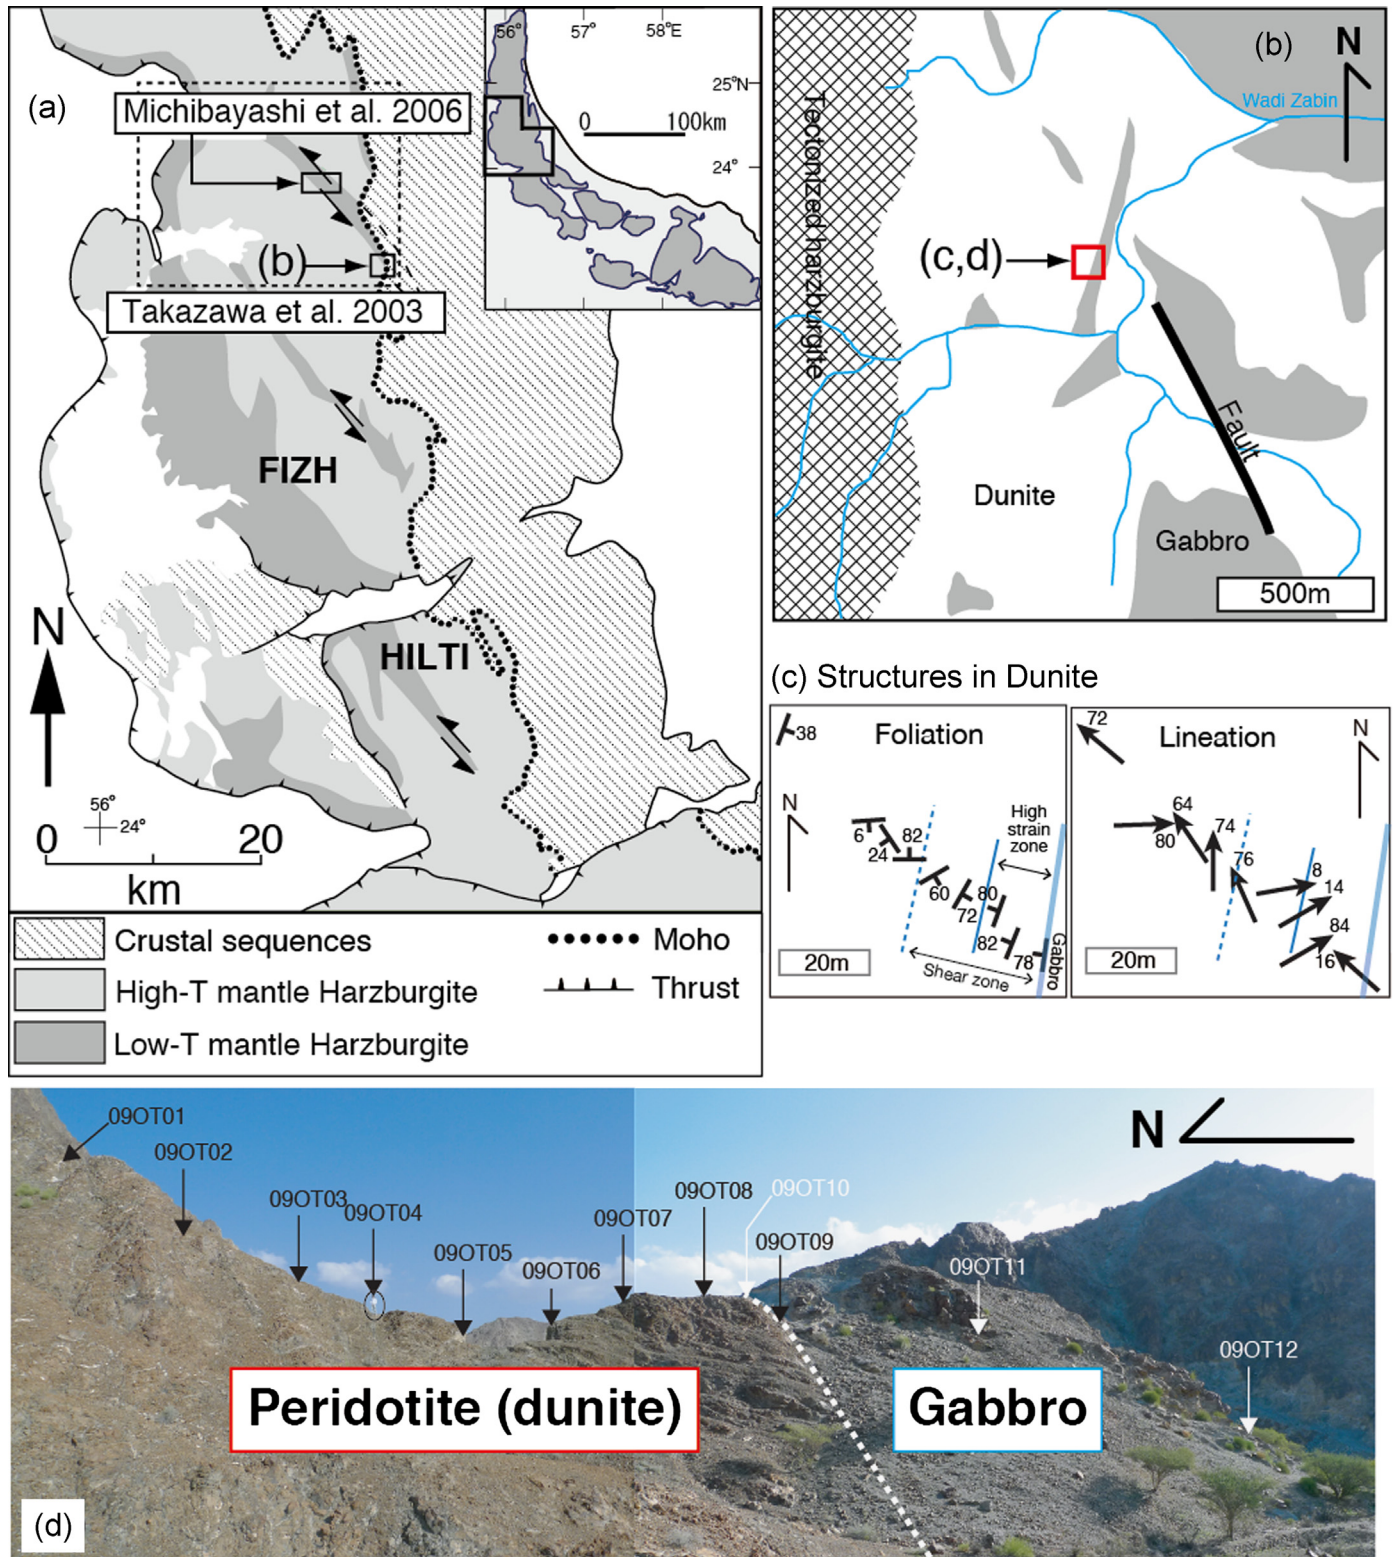 (a)
Michibayashi et al. 2006
(b)
Takazawa et al. 2003
FIZH
HILTI
N
56°
24°
0 20
km
56° 57° 58°E
25°N
24°
0 100km
Crustal sequences
High-T mantle Harzburgite
Low-T mantle Harzburgite
Moho
Thrust
(b)
N
Wadi Zabin
Tectonized harzburgite
(c,d)
Fault
Dunite
Gabbro
500m
(c) Structures in Dunite
38
Foliation
N
High
strain
zone
6
24
82
60
72
80
82
78
Gabbro
Shear zone
20m
72
Lineation
N
64
80
74
76
8
14
84
16
20m
09OT01
09OT02
09OT03
09OT04
09OT05
09OT06
09OT07
09OT08
09OT10
09OT09
09OT11
09OT12
N
Peridotite (dunite)
Gabbro
(d)